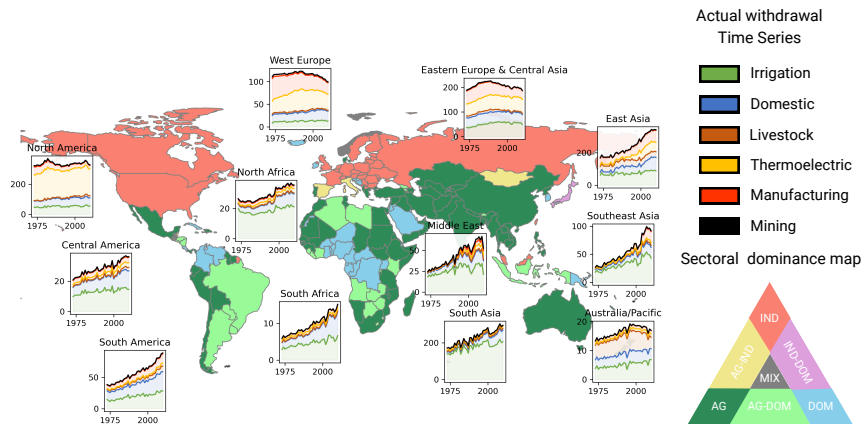 Actual withdrawal
Time Series
Irrigation
Domestic
Livestock
Thermoelectric
Manufacturing
Mining
Sectoral dominance map
IND
AG-IND
IND-DOM
MIX
AG
AG-DOM
DOM
West Europe
100
50
0
1975
2000
Eastern Europe & Central Asia
200
100
0
1975
2000
East Asia
200
0
1975
2000
North America
200
0
1975
2000
North Africa
20
0
1975
2000
Middle East
50
25
0
1975
2000
Southeast Asia
100
50
0
1975
2000
Central America
20
0
1975
2000
South Africa
10
0
1975
2000
South Asia
200
0
1975
2000
Australia/Pacific
20
10
0
1975
2000
South America
50
0
1975
2000